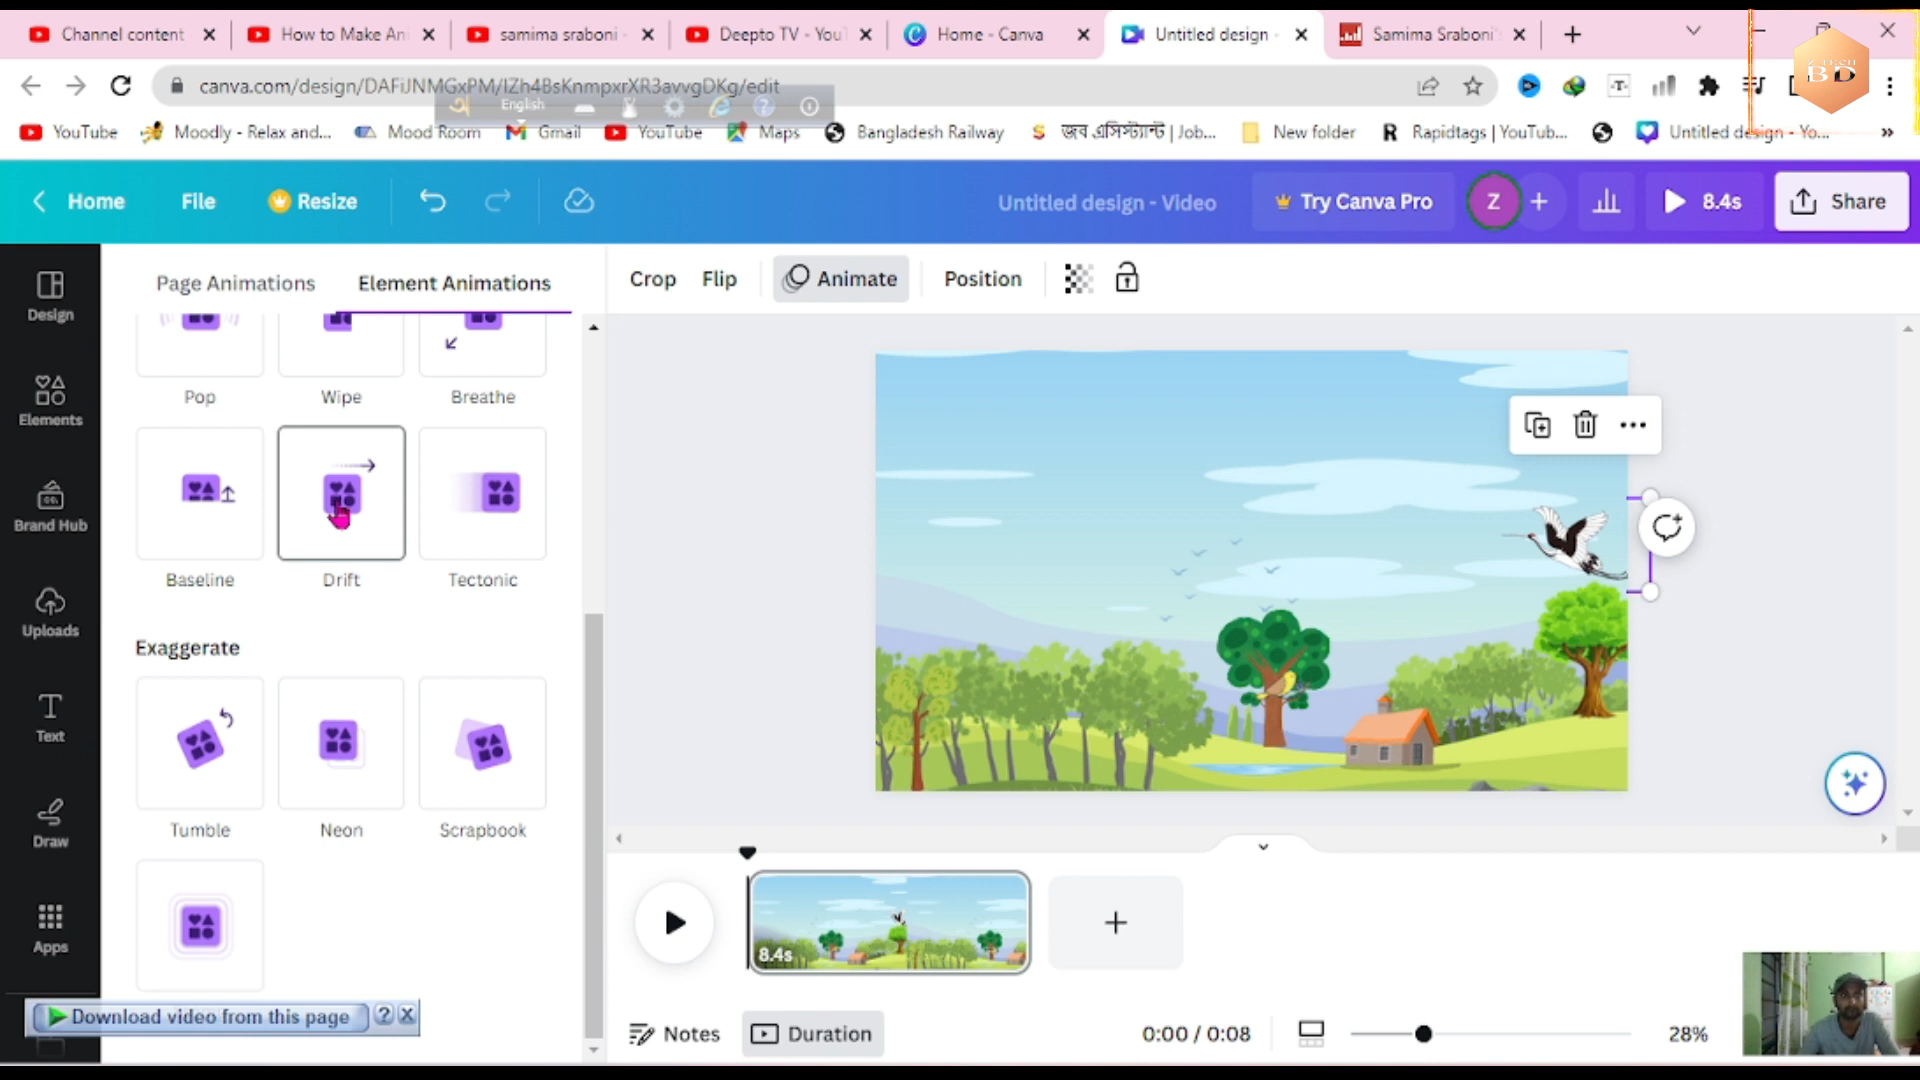 Channel content
How to Make Ani
samima sraboni -
Deepto TV - YouT
Home - Canva
Untitled design -
Samima Sraboni's
BD
canva.com/design/DAFiJNMGxPM/IZh4BsKnmpxrXR3avvgDKg/edit
English
YouTube
Moodly - Relax and...
Mood Room
Gmail
YouTube
Maps
Bangladesh Railway
জব এসিস্ট্যান্ট | Job...
New folder
Rapidtags | YouTub...
Untitled design - Yo...
Home
File
Resize
Untitled design - Video
Try Canva Pro
Z
8.4s
Share
Page Animations
Element Animations
Crop
Flip
Animate
Position
Design
Elements
Brand Hub
Uploads
Text
Draw
Apps
Pop
Wipe
Breathe
Baseline
Drift
Tectonic
Exaggerate
Tumble
Neon
Scrapbook
8.4s
Download video from this page
Notes
Duration
0:00 / 0:08
28%